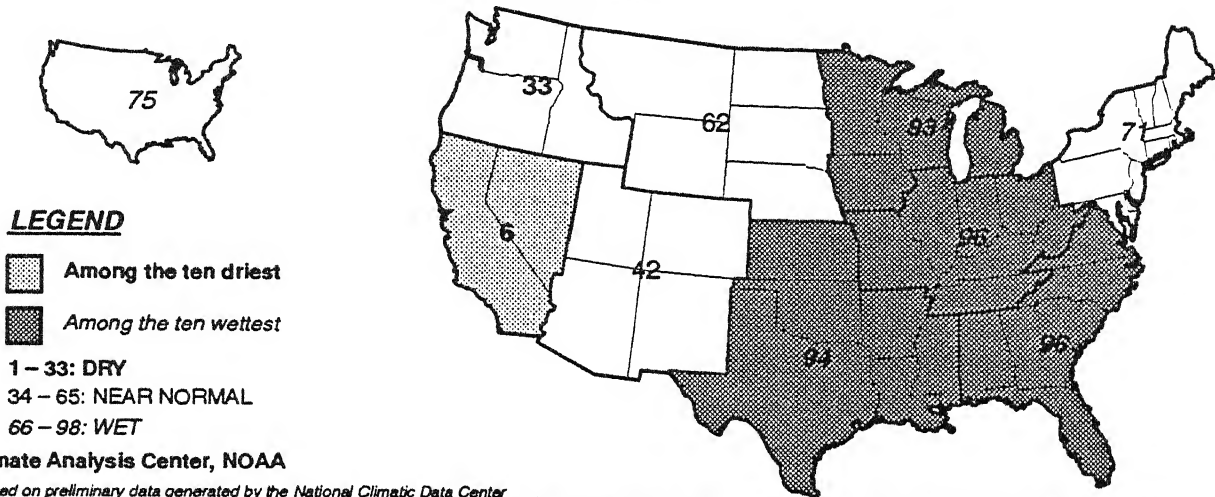 75
LEGEND
Among the ten driest
Among the ten wettest
1 – 33: DRY
34 – 65: NEAR NORMAL
66 – 98: WET
mate Analysis Center, NOAA
ed on preliminary data generated by the National Climatic Data Center
33
62
93
71
6
42
96
94